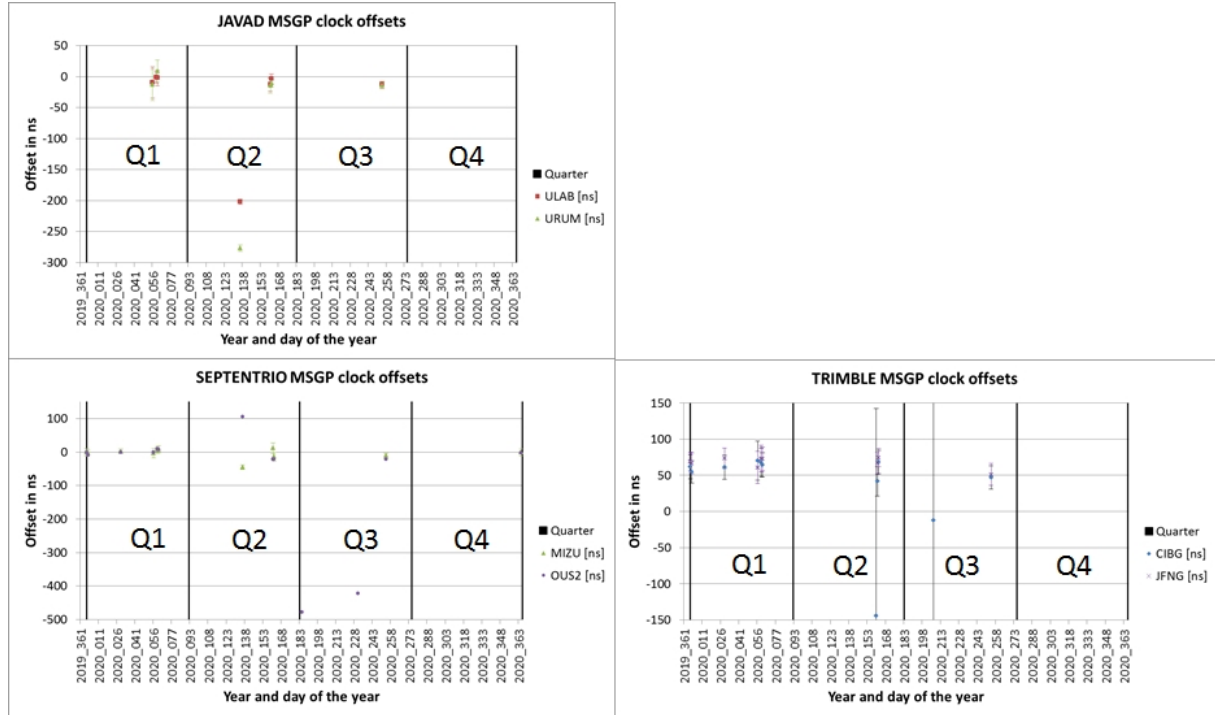 JAVAD MSGP clock offsets
50
0
-50
-100
-150
-200
-250
-300
Offset in ns
Q1 Q2 Q3 Q4
Quarter
ULAB [ns]
URUM [ns]
2019_361 2020_011 2020_026 2020_041 2020_056 2020_077 2020_093 2020_108 2020_123 2020_138 2020_153 2020_168 2020_183 2020_198 2020_213 2020_228 2020_243 2020_258 2020_273 2020_288 2020_303 2020_318 2020_333 2020_348 2020_363
Year and day of the year
SEPTENTRIO MSGP clock offsets
100
0
-100
-200
-300
-400
-500
Offset in ns
Q1 Q2 Q3 Q4
Quarter
MIZU [ns]
OUS2 [ns]
2019_361 2020_011 2020_026 2020_041 2020_056 2020_077 2020_093 2020_108 2020_123 2020_138 2020_153 2020_168 2020_183 2020_198 2020_213 2020_228 2020_243 2020_258 2020_273 2020_288 2020_303 2020_318 2020_333 2020_348 2020_363
Year and day of the year
TRIMBLE MSGP clock offsets
150
100
50
0
-50
-100
-150
Offset in ns
Q1 Q2 Q3 Q4
Quarter
CIBG [ns]
JFNG [ns]
2019_361 2020_011 2020_026 2020_041 2020_056 2020_077 2020_093 2020_108 2020_123 2020_138 2020_153 2020_168 2020_183 2020_198 2020_213 2020_228 2020_243 2020_258 2020_273 2020_288 2020_303 2020_318 2020_333 2020_348 2020_363
Year and day of the year